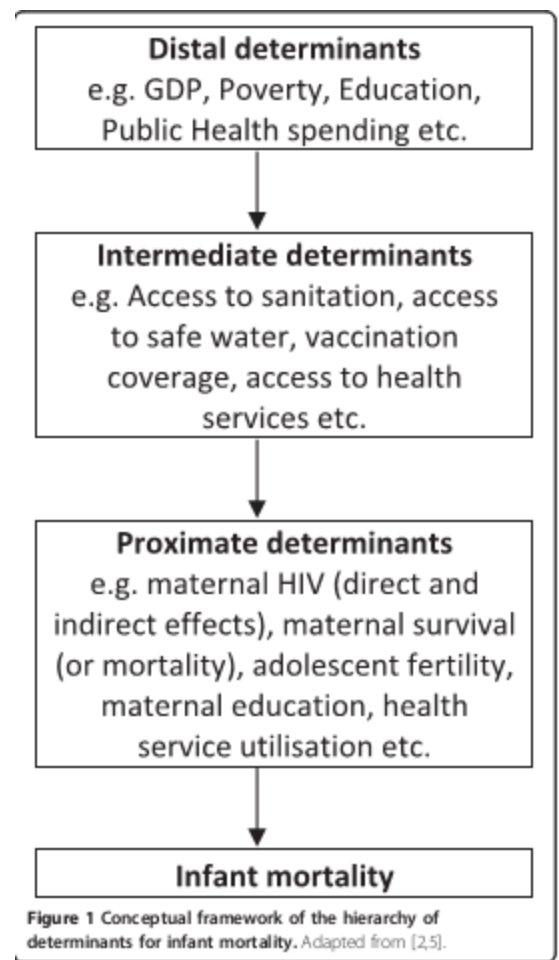 Distal determinants
e.g. GDP, Poverty, Education,
Public Health spending etc.
Intermediate determinants
e.g. Access to sanitation, access
to safe water, vaccination
coverage, access to health
services etc.
Proximate determinants
e.g. maternal HIV (direct and
indirect effects), maternal survival
(or mortality), adolescent fertility,
maternal education, health
service utilisation etc.
Infant mortality
Figure 1 Conceptual framework of the hierarchy of
determinants for infant mortality. Adapted from [2,5].